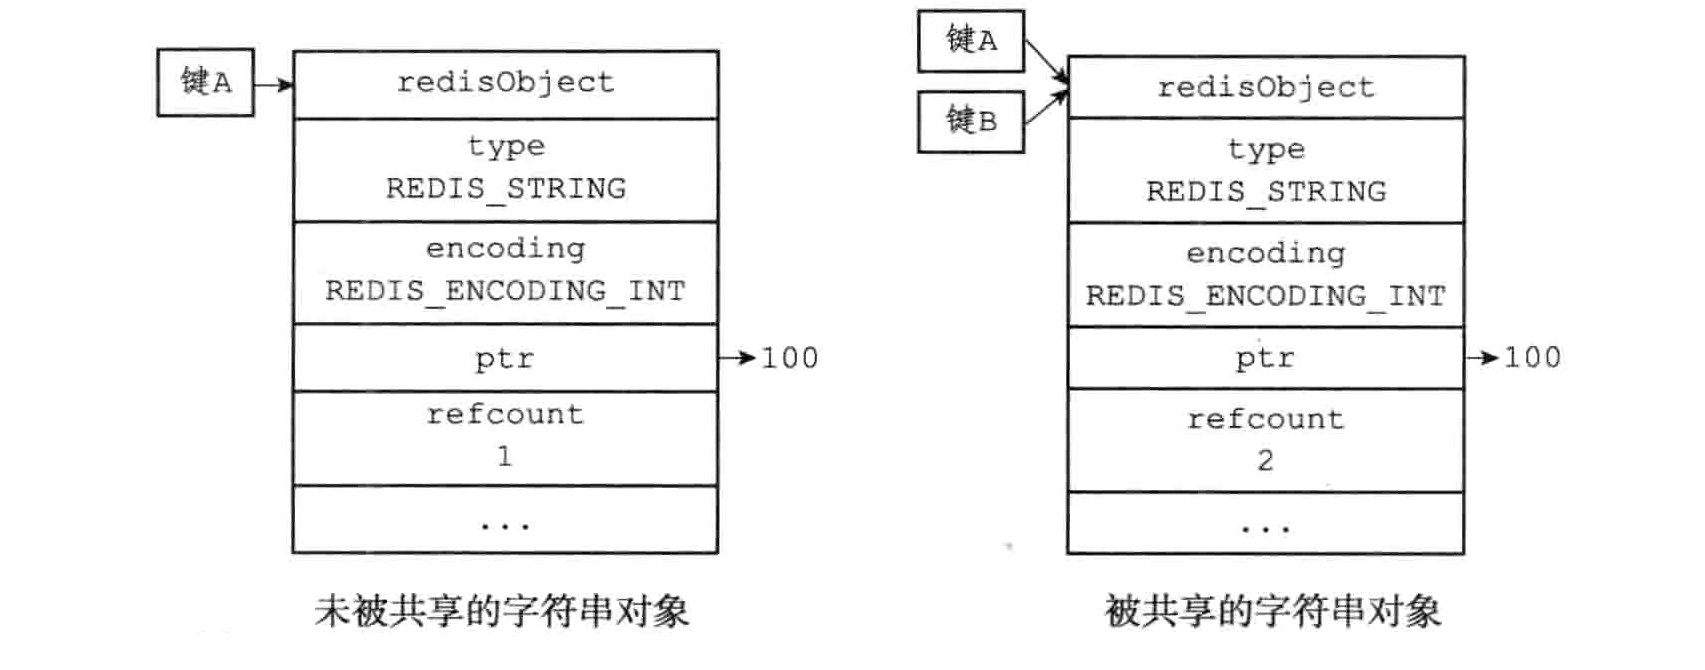 键A
redisObject
type
REDIS_STRING
encoding
REDIS_ENCODING_INT
ptr
100
refcount
1
...
未被共享的字符串对象
键A
键B
redisObject
type
REDIS_STRING
encoding
REDIS_ENCODING_INT
ptr
100
refcount
2
...
被共享的字符串对象